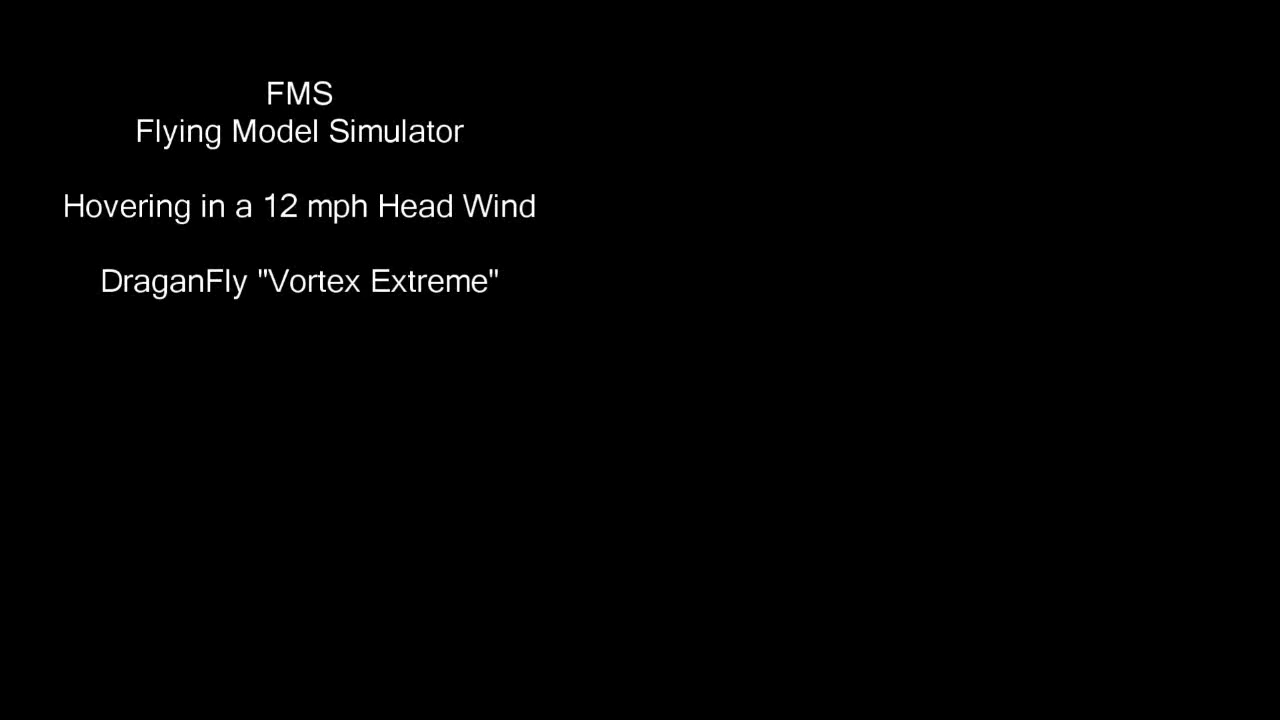 FMS
Flying Model Simulator
Hovering in a 12 mph Head Wind
DraganFly "Vortex Extreme"